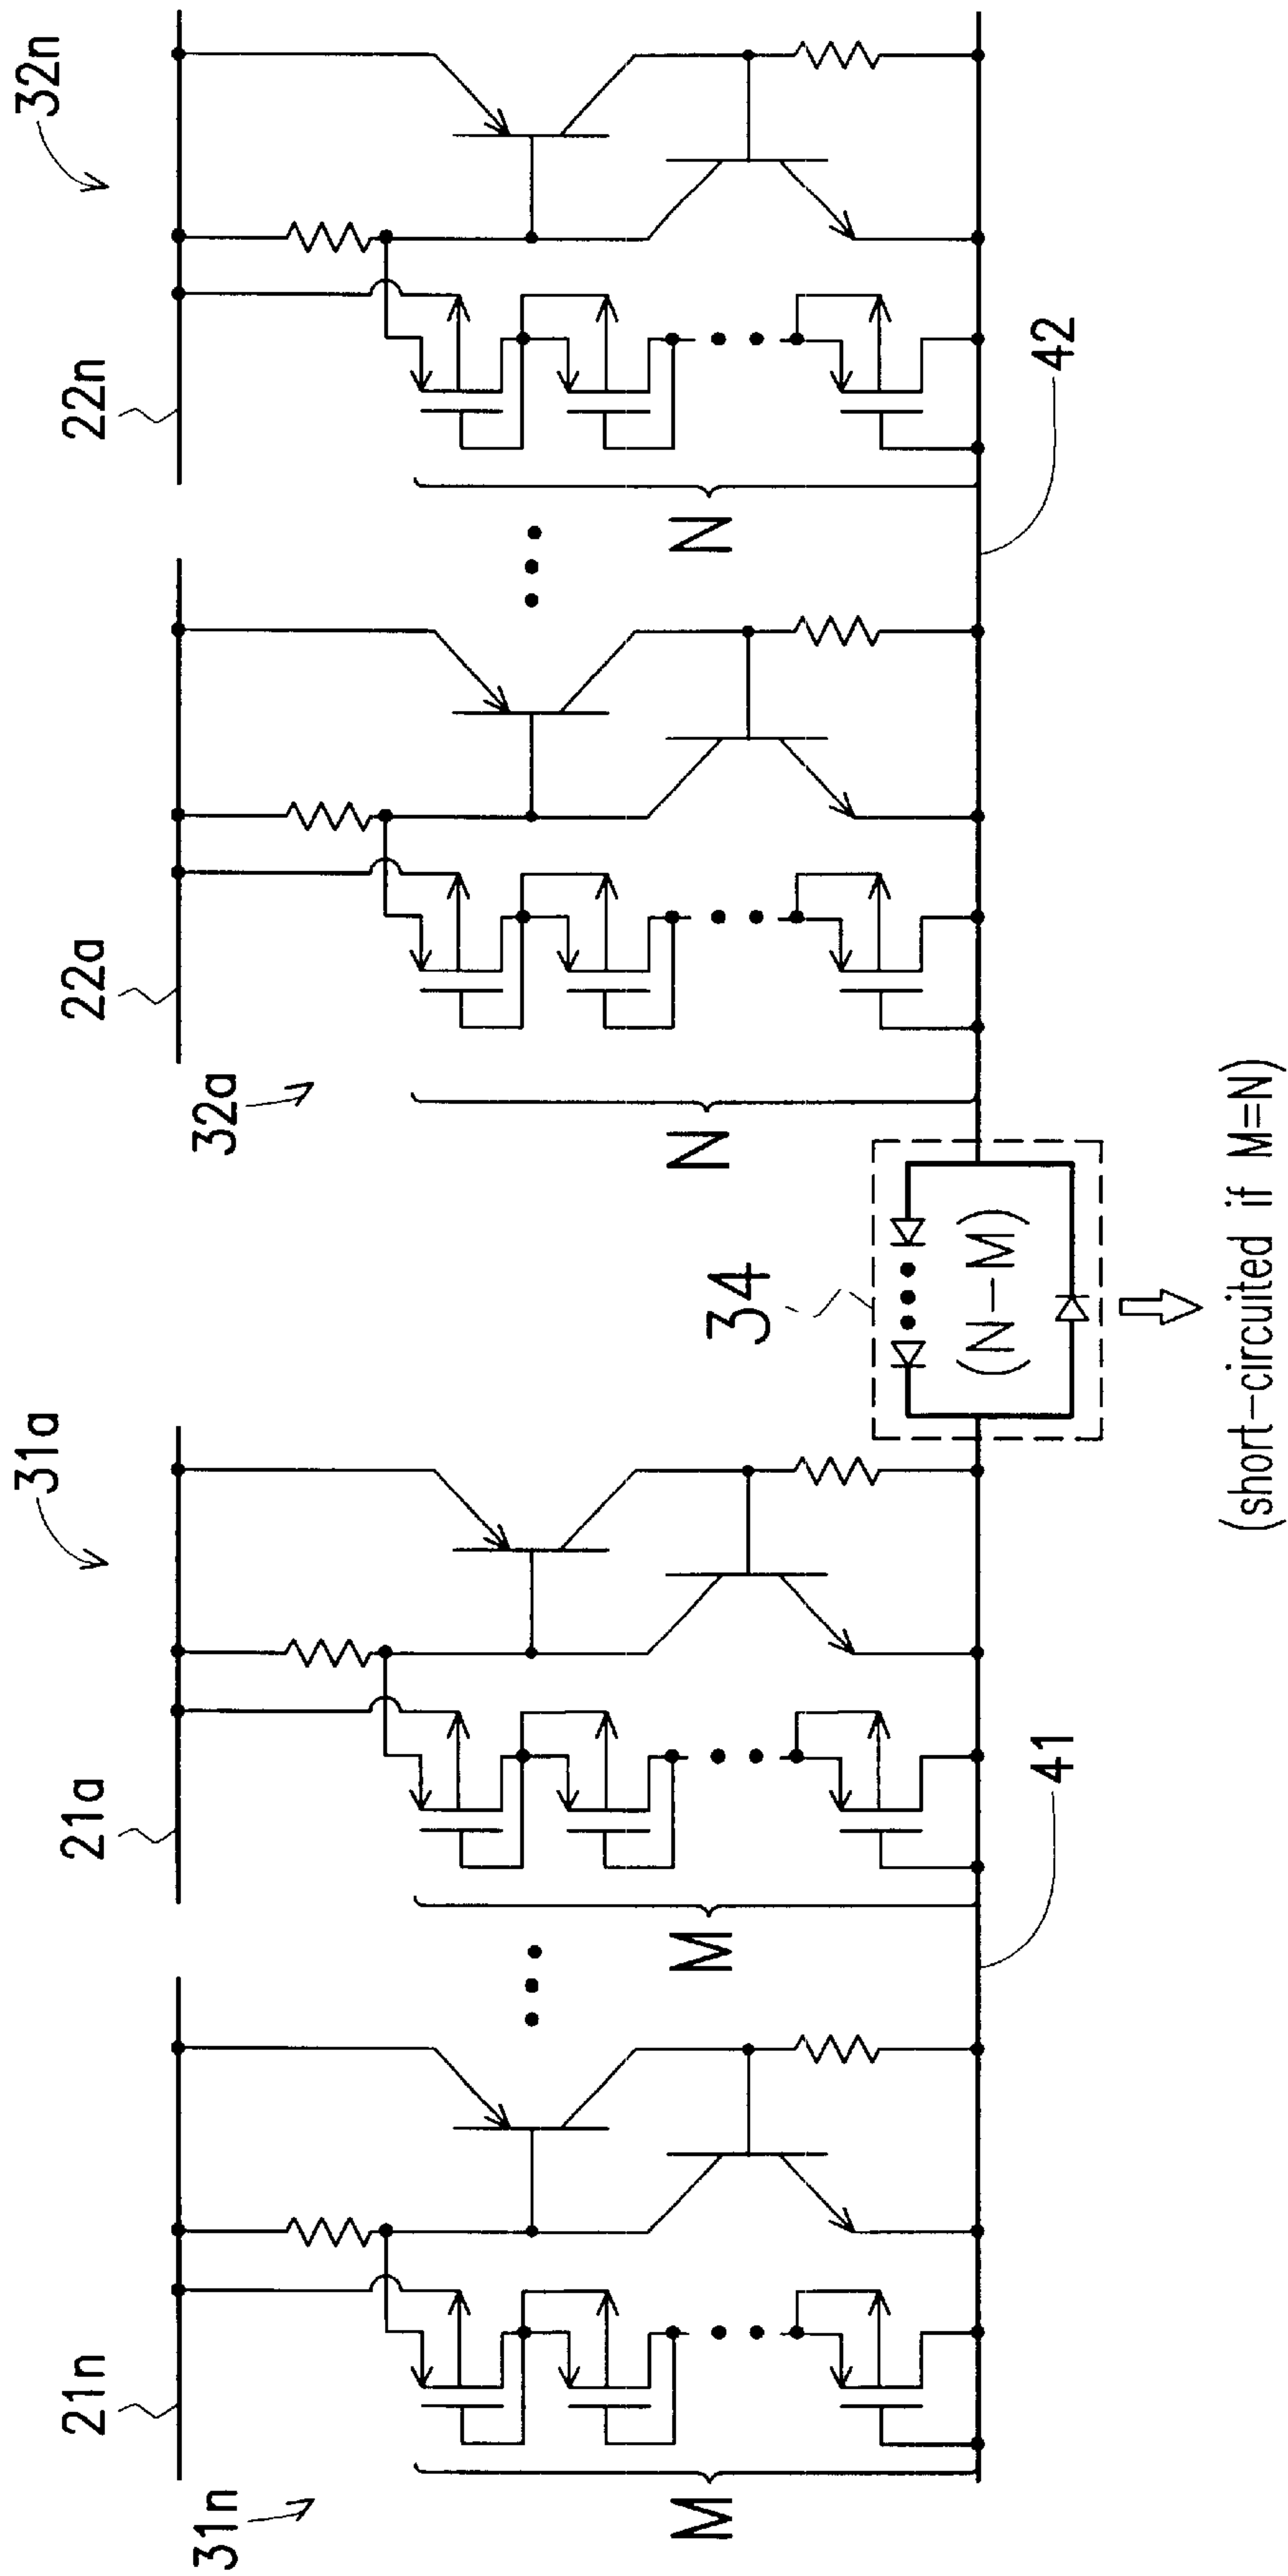 32n
22n
N
42
22a
32a
N
34
(N-M)
(short-circuited if M=N)
31a
21a
M
41
21n
31n
M